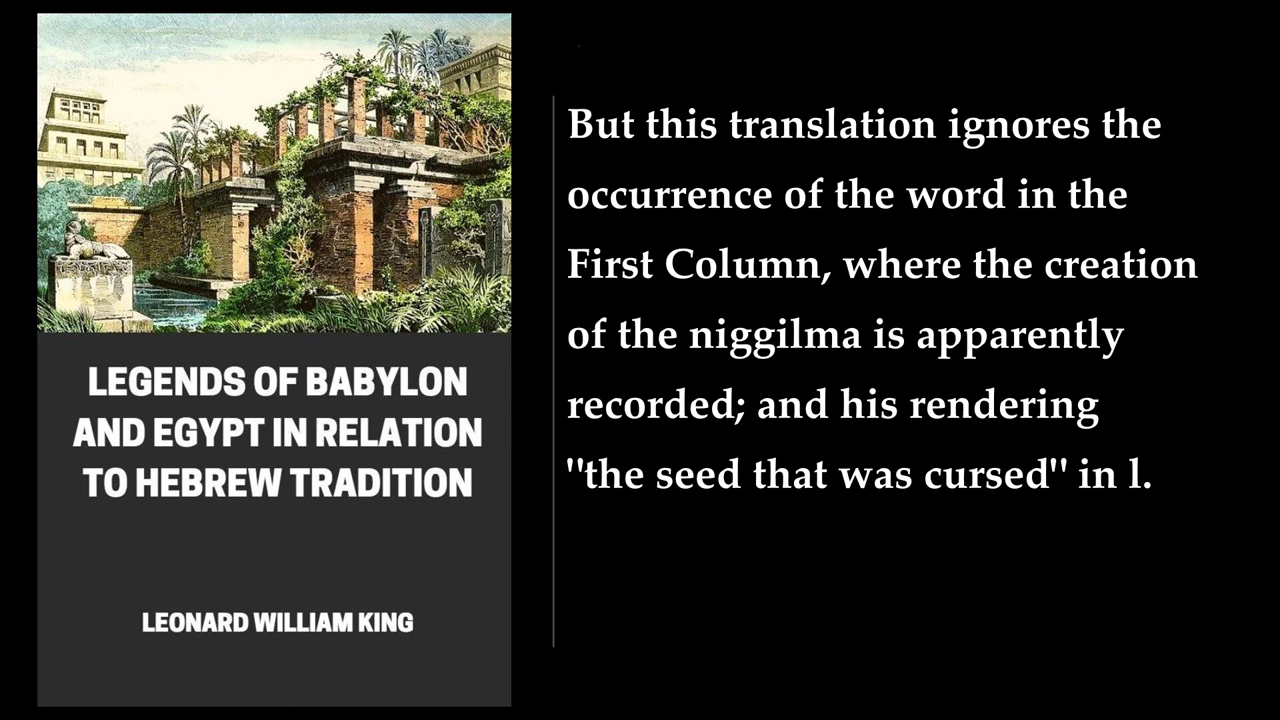 LEGENDS OF BABYLON
AND EGYPT IN RELATION
TO HEBREW TRADITION
LEONARD WILLIAM KING
But this translation ignores the
occurrence of the word in the
First Column, where the creation
of the niggilma is apparently
recorded; and his rendering
"the seed that was cursed" in l.